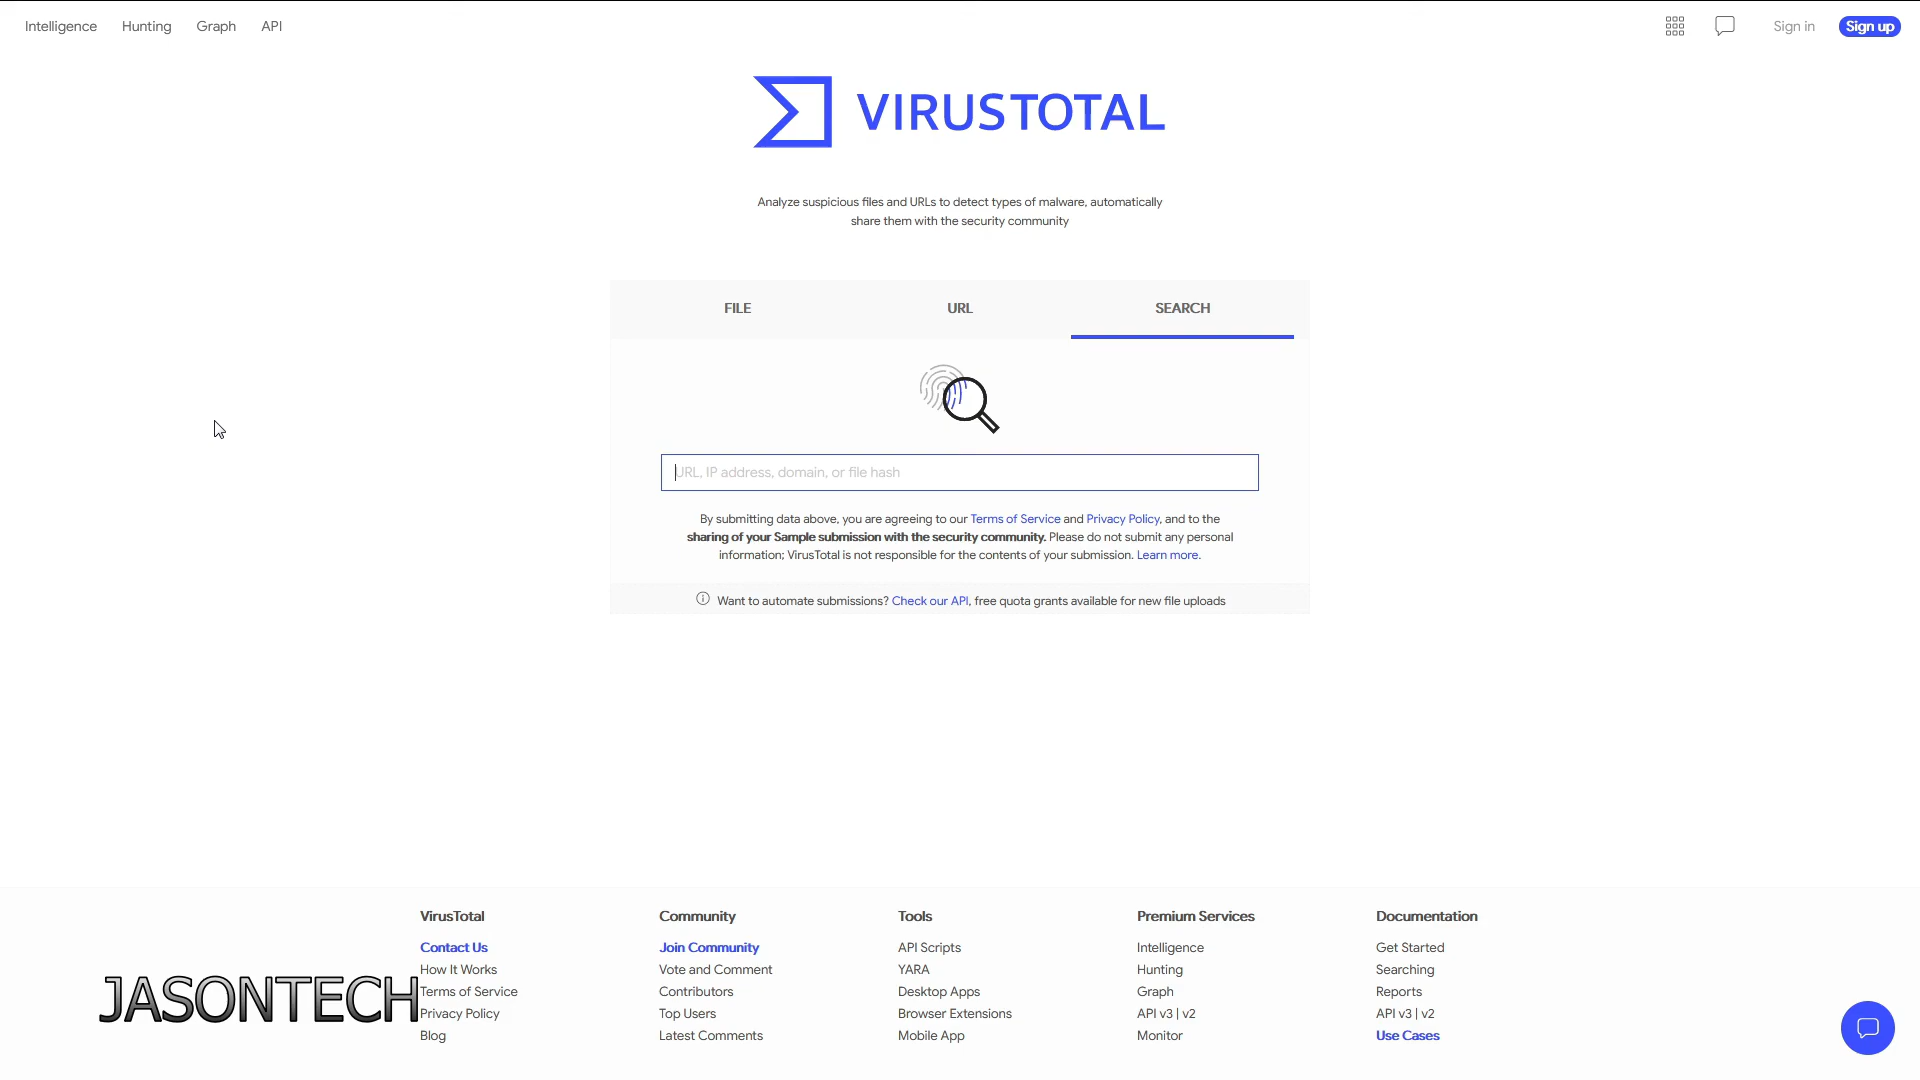 Intelligence Hunting Graph API Sign in Sign up
VIRUSTOTAL
Analyze suspicious files and URLs to detect types of malware, automatically
share them with the security community
FILE URL SEARCH
URL, IP address, domain, or file hash
By submitting data above, you are agreeing to our Terms of Service and Privacy Policy, and to the
sharing of your Sample submission with the security community. Please do not submit any personal
information; VirusTotal is not responsible for the contents of your submission. Learn more.
Want to automate submissions? Check our API, free quota grants available for new file uploads
VirusTotal
Contact Us
How It Works
Terms of Service
Privacy Policy
Blog
Community
Join Community
Vote and Comment
Contributors
Top Users
Latest Comments
Tools
API Scripts
YARA
Desktop Apps
Browser Extensions
Mobile App
Premium Services
Intelligence
Hunting
Graph
API v3 | v2
Monitor
Documentation
Get Started
Searching
Reports
API v3 | v2
Use Cases
JASONTECH